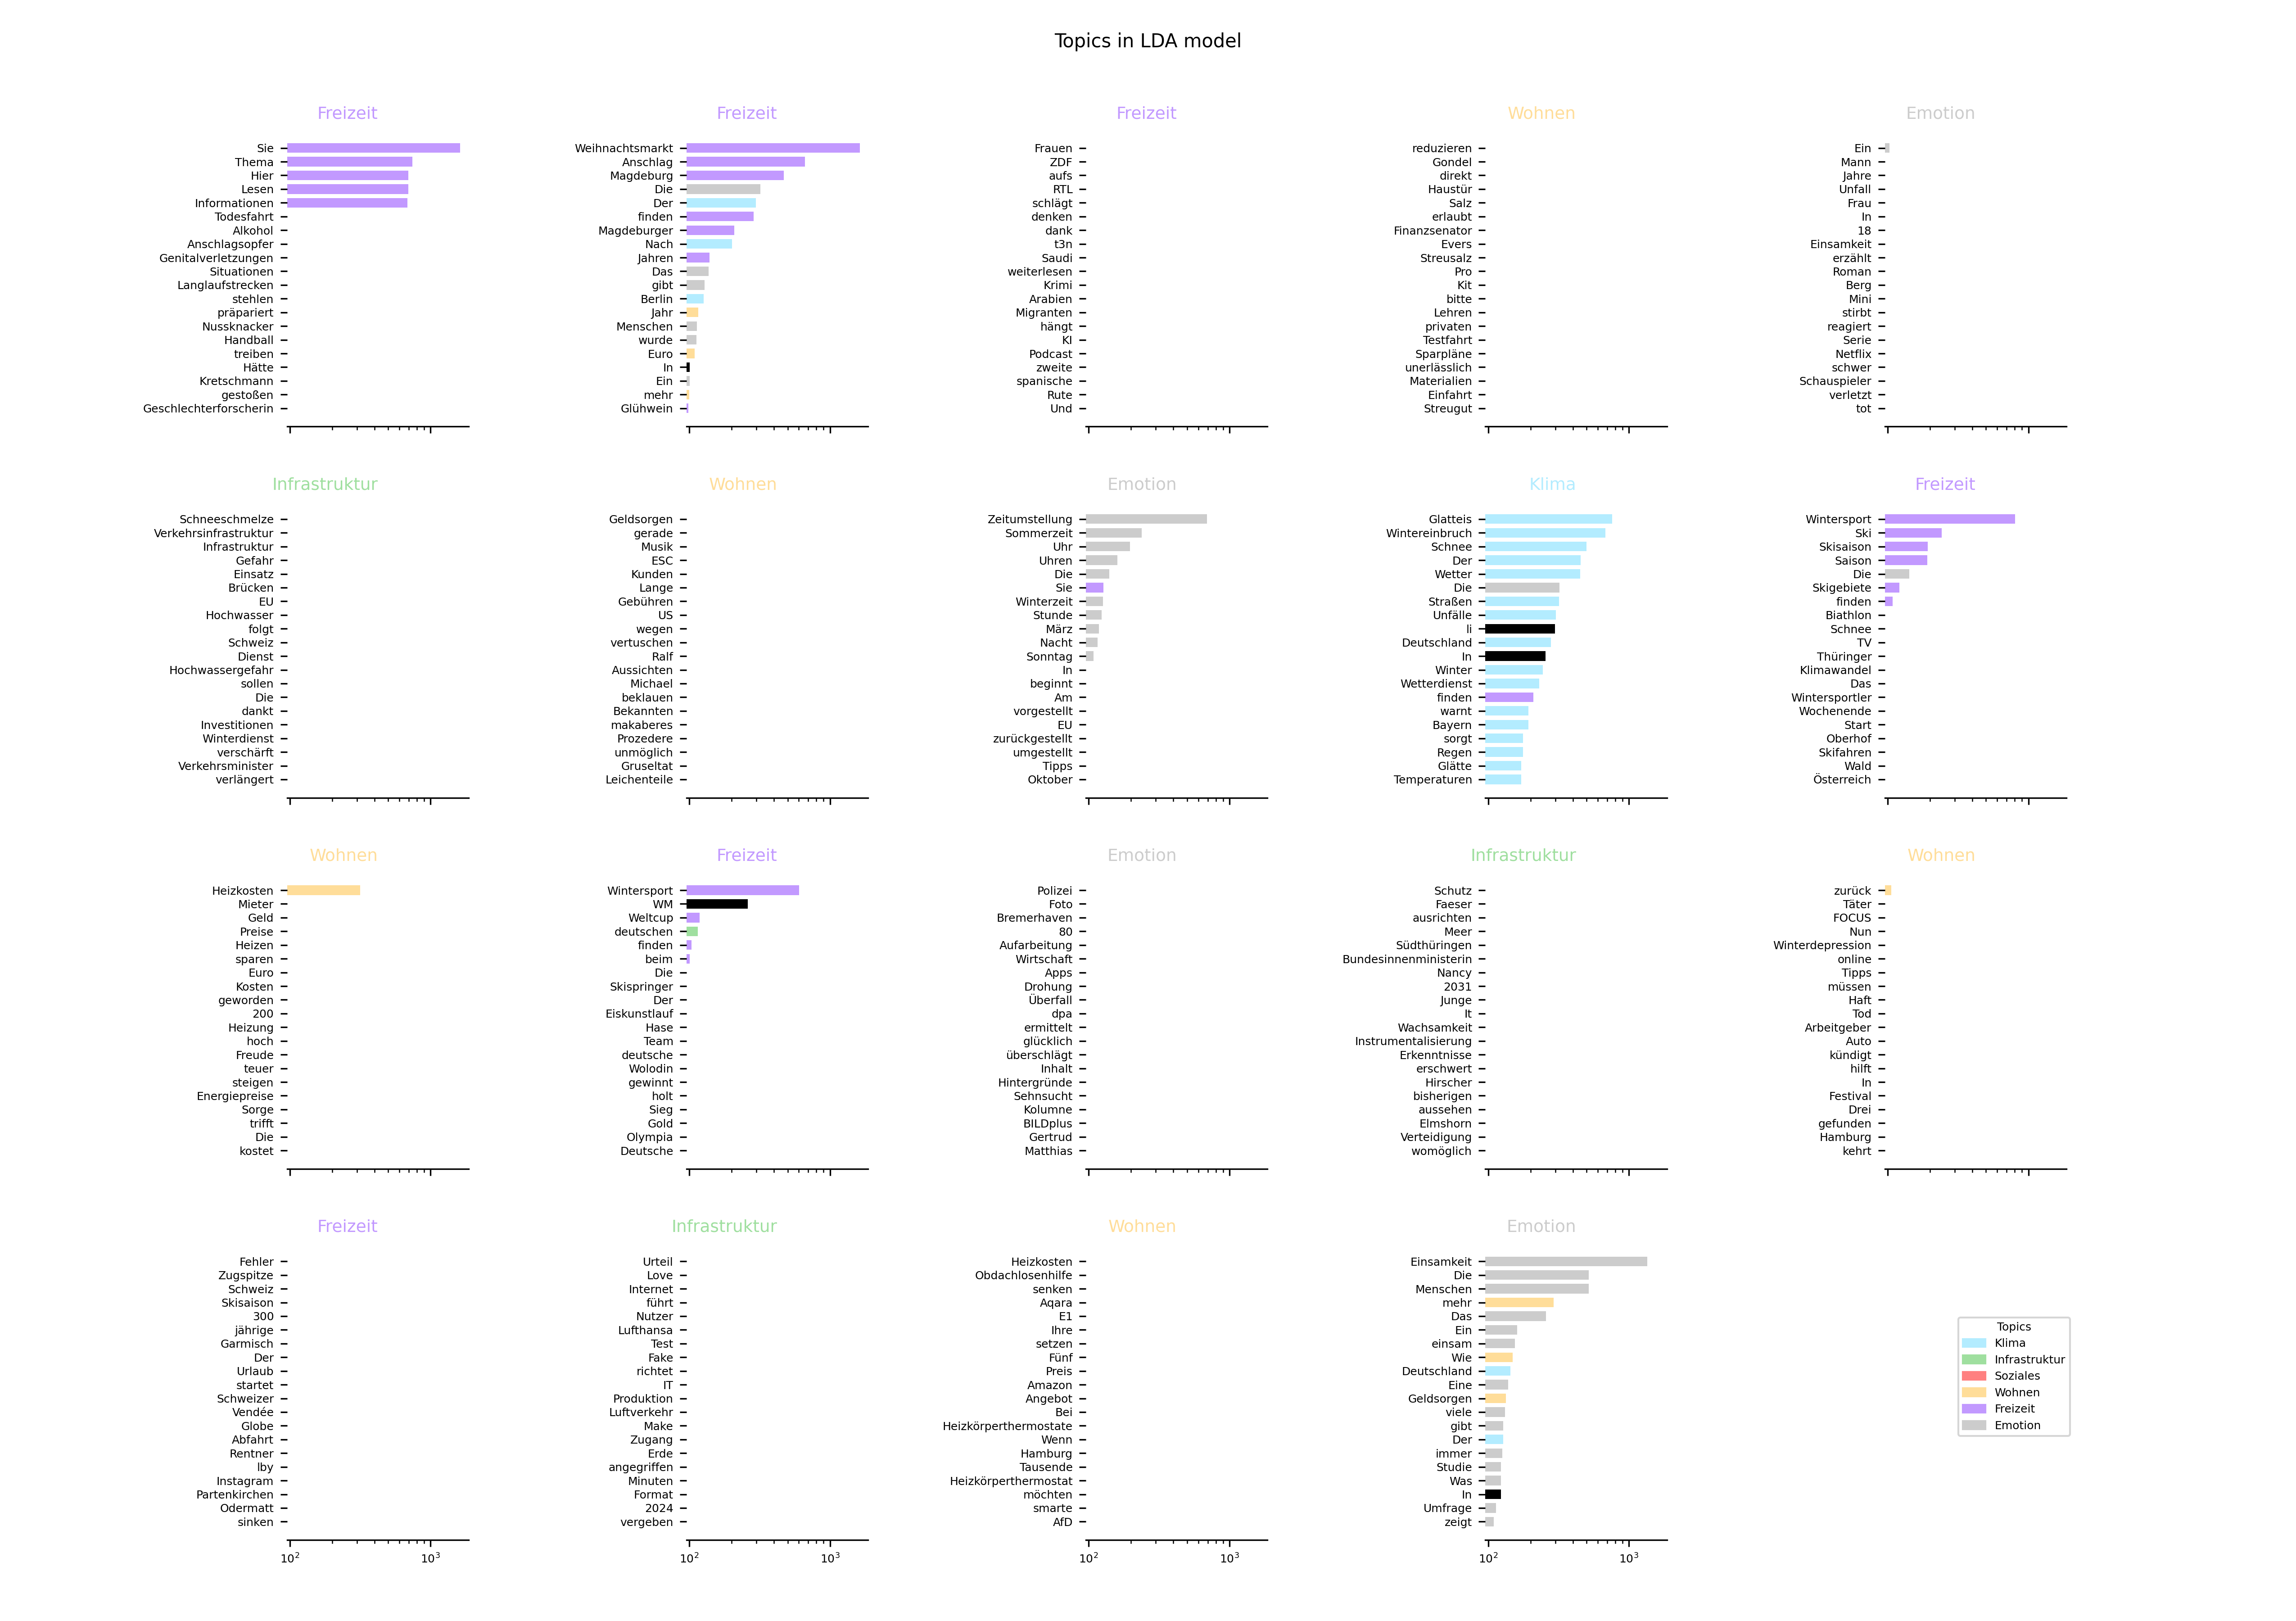 Topics in LDA model
Freizeit
Sie
Thema
Hier
Lesen
Informationen
Todesfahrt
Alkohol
Anschlagsopfer
Genitalverletzungen
Situationen
Langlaufstrecken
stehlen
präpariert
Nussknacker
Handball
treiben
Hätte
Kretschmann
gestoßen
Geschlechterforscherin
Freizeit
Weihnachtsmarkt
Anschlag
Magdeburg
Die
Der
finden
Magdeburger
Nach
Jahren
Das
gibt
Berlin
Jahr
Menschen
wurde
Euro
In
Ein
mehr
Glühwein
Freizeit
Frauen
ZDF
aufs
RTL
schlägt
denken
dank
t3n
Saudi
weiterlesen
Krimi
Arabien
Migranten
hängt
KI
Podcast
zweite
spanische
Rute
Und
Wohnen
reduzieren
Gondel
direkt
Haustür
Salz
erlaubt
Finanzsenator
Evers
Streusalz
Pro
Kit
bitte
Lehren
privaten
Testfahrt
Sparpläne
unerlässlich
Materialien
Einfahrt
Streugut
Emotion
Ein
Mann
Jahre
Unfall
Frau
In
18
Einsamkeit
erzählt
Roman
Berg
Mini
stirbt
reagiert
Serie
Netflix
schwer
Schauspieler
verletzt
tot
Infrastruktur
Schneeschmelze
Verkehrsinfrastruktur
Infrastruktur
Gefahr
Einsatz
Brücken
EU
Hochwasser
folgt
Schweiz
Dienst
Hochwassergefahr
sollen
Die
dankt
Investitionen
Winterdienst
verschärft
Verkehrsminister
verlängert
Wohnen
Geldsorgen
gerade
Musik
ESC
Kunden
Lange
Gebühren
US
wegen
vertuschen
Ralf
Aussichten
Michael
beklauen
Bekannten
makaberes
Prozedere
unmöglich
Gruseltat
Leichenteile
Emotion
Zeitumstellung
Sommerzeit
Uhr
Uhren
Die
Sie
Winterzeit
Stunde
März
Nacht
Sonntag
In
beginnt
Am
vorgestellt
EU
zurückgestellt
umgestellt
Tipps
Oktober
Klima
Glatteis
Wintereinbruch
Schnee
Der
Wetter
Die
Straßen
Unfälle
li
Deutschland
In
Winter
Wetterdienst
finden
warnt
Bayern
sorgt
Regen
Glätte
Temperaturen
Freizeit
Wintersport
Ski
Skisaison
Saison
Die
Skigebiete
finden
Biathlon
Schnee
TV
Thüringer
Klimawandel
Das
Wintersportler
Wochenende
Start
Oberhof
Skifahren
Wald
Österreich
Wohnen
Heizkosten
Mieter
Geld
Preise
Heizen
sparen
Euro
Kosten
geworden
200
Heizung
hoch
Freude
teuer
steigen
Energiepreise
Sorge
trifft
Die
kostet
Freizeit
Wintersport
WM
Weltcup
deutschen
finden
beim
Die
Skispringer
Der
Eiskunstlauf
Hase
Team
deutsche
Wolodin
gewinnt
holt
Sieg
Gold
Olympia
Deutsche
Emotion
Polizei
Foto
Bremerhaven
80
Aufarbeitung
Wirtschaft
Apps
Drohung
Überfall
dpa
ermittelt
glücklich
überschlägt
Inhalt
Hintergründe
Sehnsucht
Kolumne
BILDplus
Gertrud
Matthias
Infrastruktur
Schutz
Faeser
ausrichten
Meer
Südthüringen
Bundesinnenministerin
Nancy
2031
Junge
It
Wachsamkeit
Instrumentalisierung
Erkenntnisse
erschwert
Hirscher
bisherigen
aussehen
Elmshorn
Verteidigung
womöglich
Wohnen
zurück
Täter
FOCUS
Nun
Winterdepression
online
Tipps
müssen
Haft
Tod
Arbeitgeber
Auto
kündigt
hilft
In
Festival
Drei
gefunden
Hamburg
kehrt
Freizeit
Fehler
Zugspitze
Schweiz
Skisaison
300
jährige
Garmisch
Der
Urlaub
startet
Schweizer
Vendée
Globe
Abfahrt
Rentner
lby
Instagram
Partenkirchen
Odermatt
sinken
10²
10³
Infrastruktur
Urteil
Love
Internet
führt
Nutzer
Lufthansa
Test
Fake
richtet
IT
Produktion
Luftverkehr
Make
Zugang
Erde
angegriffen
Minuten
Format
2024
vergeben
10²
10³
Wohnen
Heizkosten
Obdachlosenhilfe
senken
Aqara
E1
Ihre
setzen
Fünf
Preis
Amazon
Angebot
Bei
Heizkörperthermostate
Wenn
Hamburg
Tausende
Heizkörperthermostat
möchten
smarte
AfD
10²
10³
Emotion
Einsamkeit
Die
Menschen
mehr
Das
Ein
einsam
Wie
Deutschland
Eine
Geldsorgen
viele
gibt
Der
immer
Studie
Was
In
Umfrage
zeigt
10²
10³
Topics
Klima
Infrastruktur
Soziales
Wohnen
Freizeit
Emotion